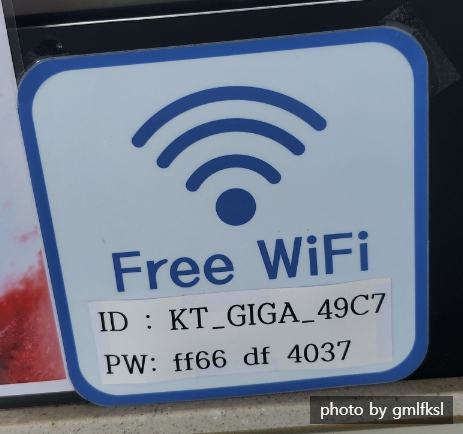 Free WiFi
ID : KT_GIGA_49C7
PW: ff66 df 4037
photo by gmlfksl